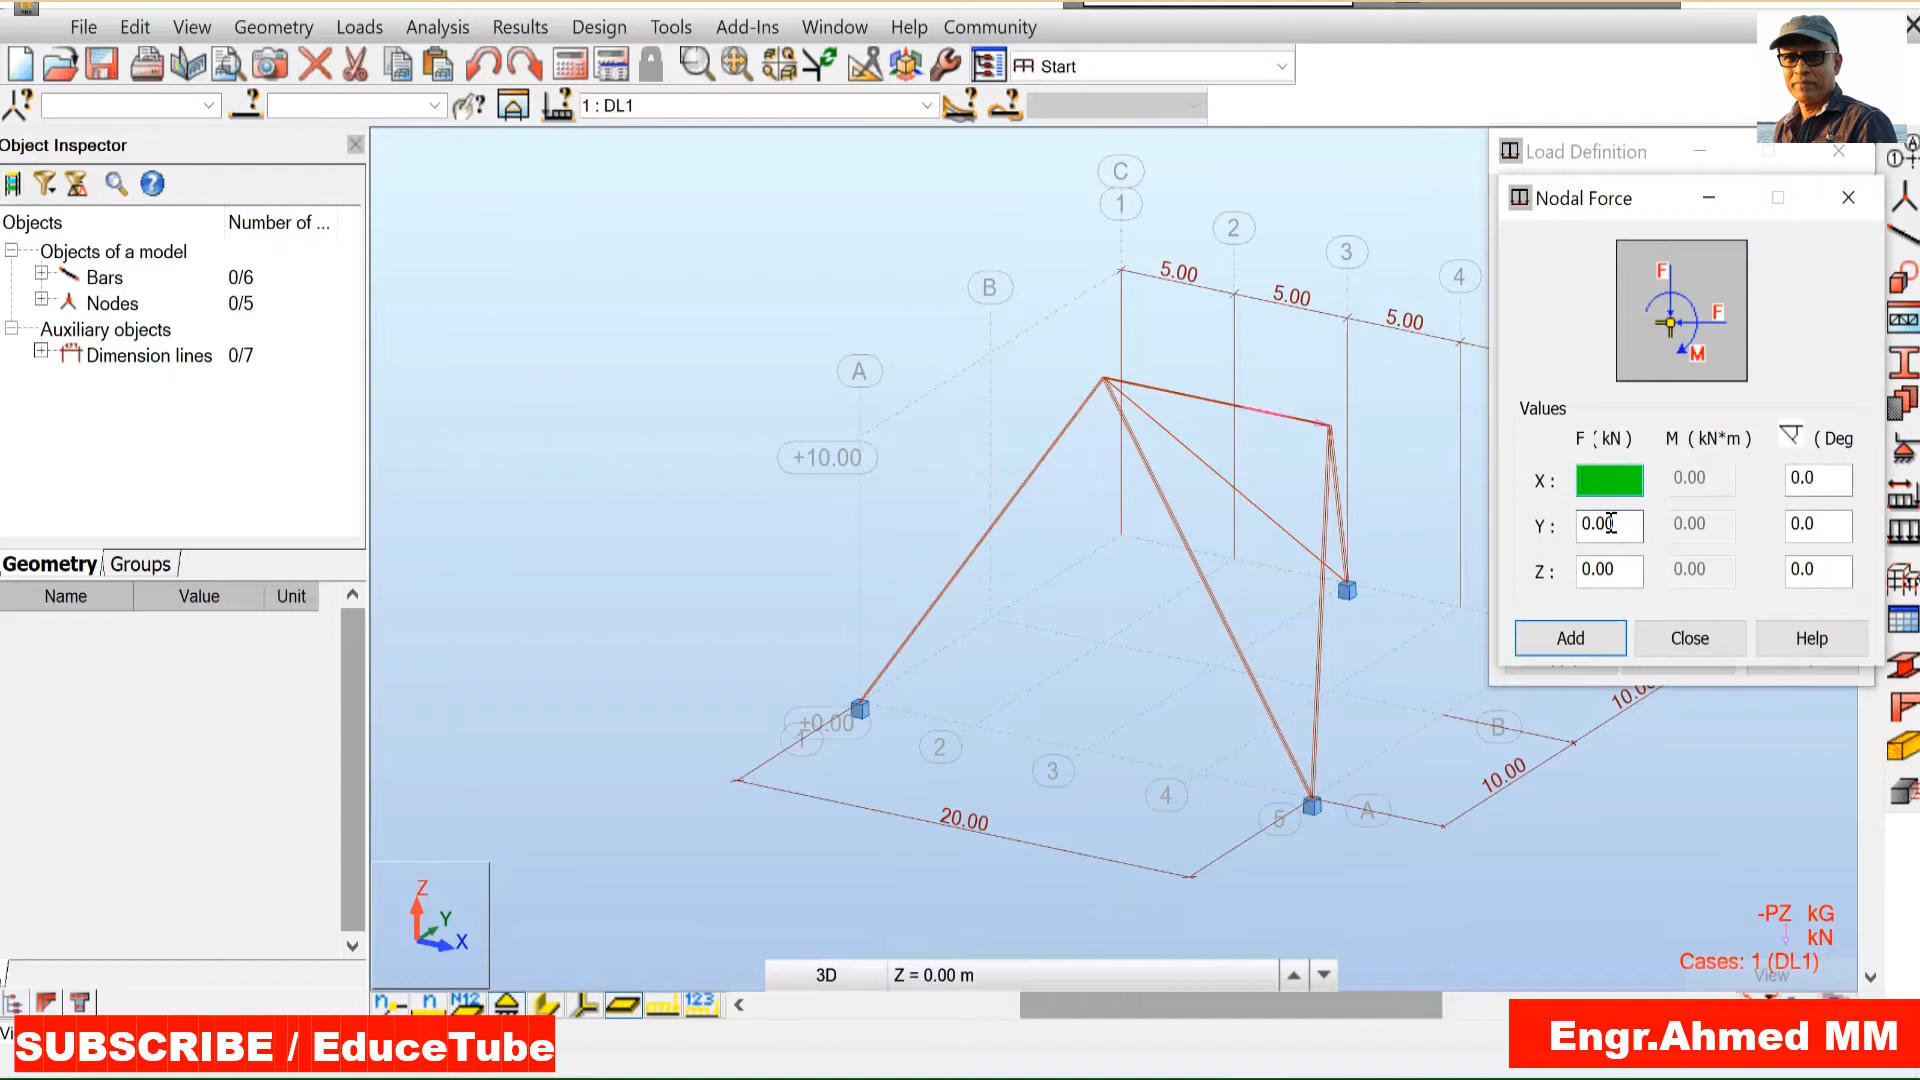 File Edit View Geometry Loads Analysis Results Design Tools Add-Ins Window Help Community
Start
1 : DL1
Object Inspector
Objects Number of ...
Objects of a model
Bars 0/6
Nodes 0/5
Auxiliary objects
Dimension lines 0/7
Geometry Groups
Name Value Unit
C
1
2
3
4
B
A
5.00
5.00
5.00
+10.00
±0.00
1
2
3
4
5
A
B
20.00
10.00
10.00
Z
Y
X
Load Definition
Nodal Force
F
F
M
Values
F ( kN ) M ( kN*m ) ( Deg
X : 0.00 0.0
Y : 0.00 0.00 0.0
Z : 0.00 0.00 0.0
Add Close Help
-PZ kG
kN
Cases: 1 (DL1)
View
3D Z = 0.00 m
N12
123
SUBSCRIBE / EduceTube
Engr.Ahmed MM